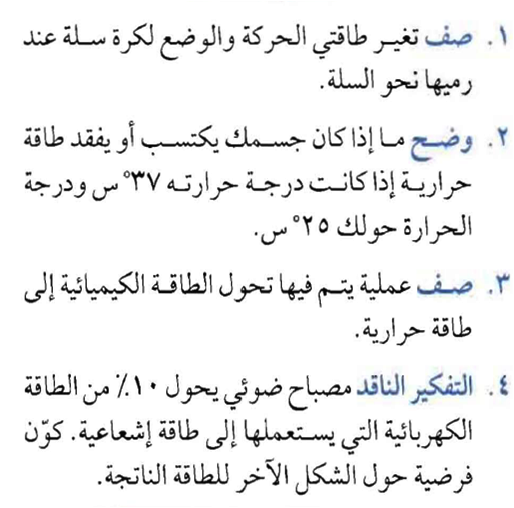 ١. صف تغير طاقتي الحركة والوضع لكرة سلة عند
رميها نحو السلة.
٢. وضح ما إذا كان جسمك يكتسب أو يفقد طاقة
حرارية إذا كانت درجة حرارته ٣٧°س ودرجة
الحرارة حولك ٢٥°س.
٣. صف عملية يتم فيها تحول الطاقة الكيميائية إلى
طاقة حرارية.
٤. التفكير الناقد مصباح ضوئي يحول ١٠٪ من الطاقة
الكهربائية التي يستعملها إلى طاقة إشعاعية. كوّن
فرضية حول الشكل الآخر للطاقة الناتجة.